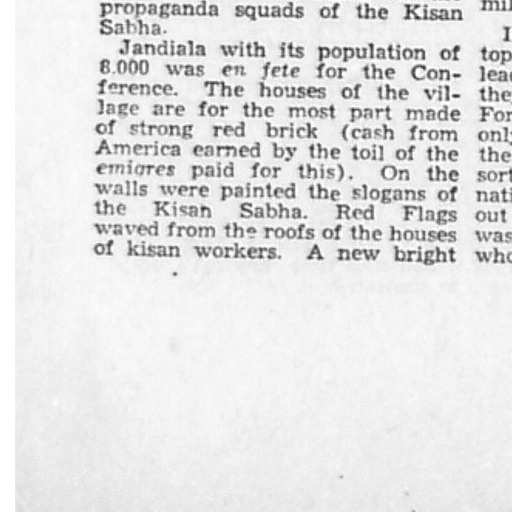 propaganda squads of the Kisan
Sabha.
Jandiala with its population of
8.000 was en fete for the Con-
ference. The houses of the vil-
lage are for the most part made
of strong red brick (cash from
America earned by the toil of the
emigres paid for this). On the
walls were painted the slogans of
the Kisan Sabha. Red Flags
waved from the roofs of the houses
of kisan workers. A new bright
mil
I
top
lea
the
For
only
the
sort
nati
out
was
who